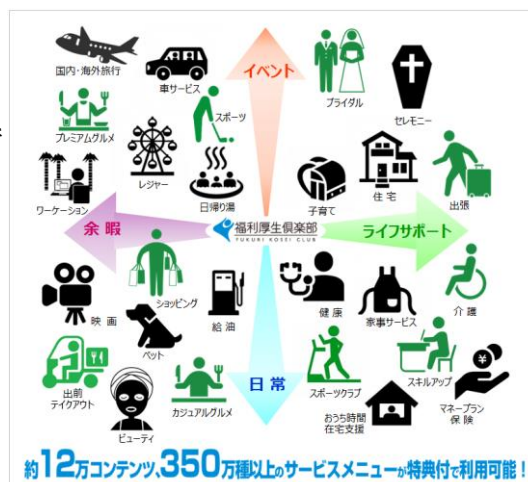 イベント
国内・海外旅行
車サービス
ブライダル
セレモニー
プレミアムグルメ
レジャー
スポーツ
ワーケーション
日帰り湯
子育て
住宅
出張
余暇
福利厚生倶楽部
FUKURI KOSEI CLUB
ライフサポート
映画
ショッピング
ペット
給油
健康
家事サービス
介護
出前
テイクアウト
ビューティ
カジュアルグルメ
日常
スポーツクラブ
おうち時間
在宅支援
スキルアップ
マネープラン
保険
約12万コンテンツ、350万種以上のサービスメニューが特典付で利用可能!